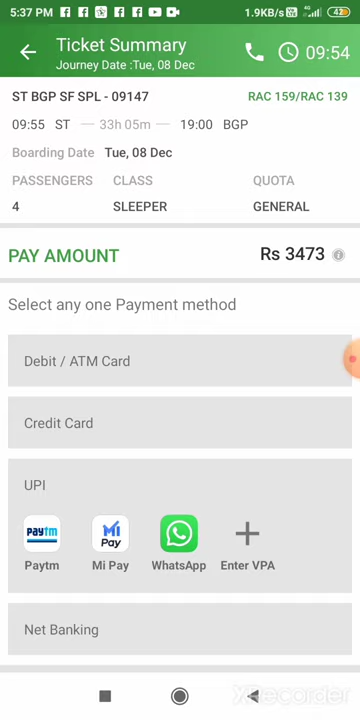 5:37 PM 1.9KB/s 4G 42
Ticket Summary
Journey Date :Tue, 08 Dec
09:54
ST BGP SF SPL - 09147 RAC 159/RAC 139
09:55 ST 33h 05m 19:00 BGP
Boarding Date Tue, 08 Dec
PASSENGERS CLASS QUOTA
4 SLEEPER GENERAL
PAY AMOUNT Rs 3473
Select any one Payment method
Debit / ATM Card
Credit Card
UPI
paytm mi Pay
Paytm Mi Pay WhatsApp Enter VPA
Net Banking
XRecorder